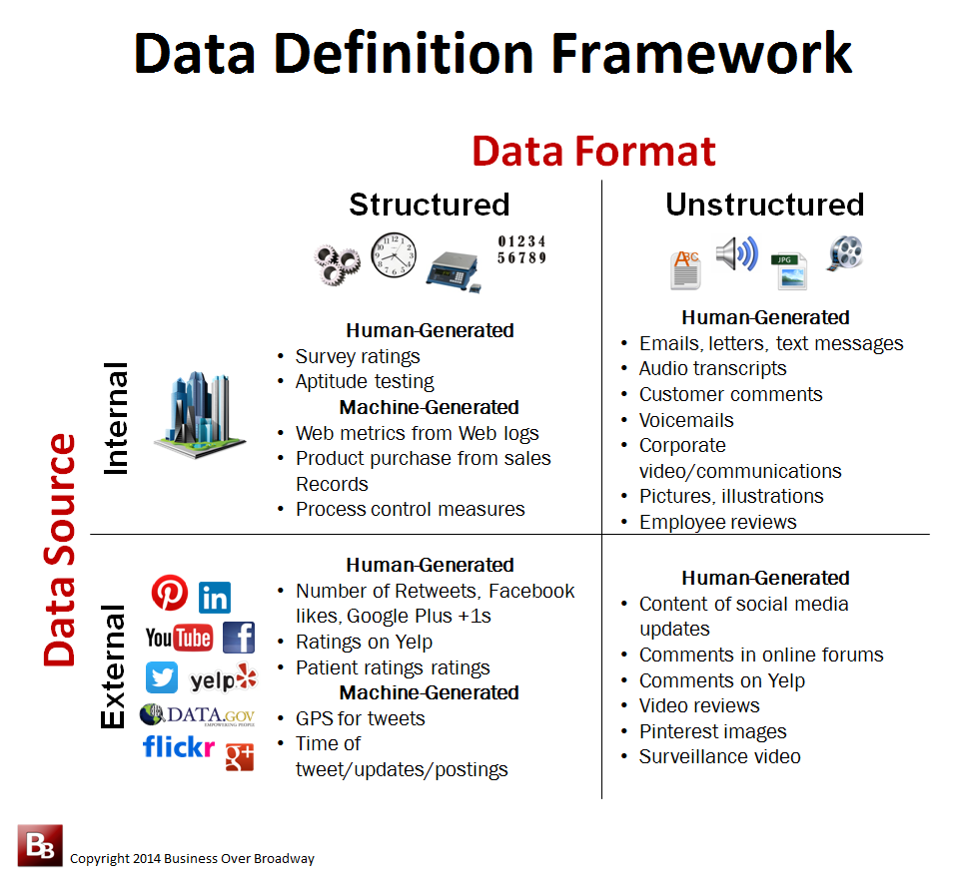 Data Definition Framework
Data Format
Structured
Unstructured
01234
56789
ABC
JPG
Data Source
Internal
Human-Generated
• Survey ratings
• Aptitude testing
Machine-Generated
• Web metrics from Web logs
• Product purchase from sales
Records
• Process control measures
Human-Generated
• Emails, letters, text messages
• Audio transcripts
• Customer comments
• Voicemails
• Corporate
video/communications
• Pictures, illustrations
• Employee reviews
External
in
YouTube
f
yelp
DATA.GOV
EMPOWERING PEOPLE
flickr
g+
Human-Generated
• Number of Retweets, Facebook
likes, Google Plus +1s
• Ratings on Yelp
• Patient ratings ratings
Machine-Generated
• GPS for tweets
• Time of
tweet/updates/postings
Human-Generated
• Content of social media
updates
• Comments in online forums
• Comments on Yelp
• Video reviews
• Pinterest images
• Surveillance video
BB
Copyright 2014 Business Over Broadway